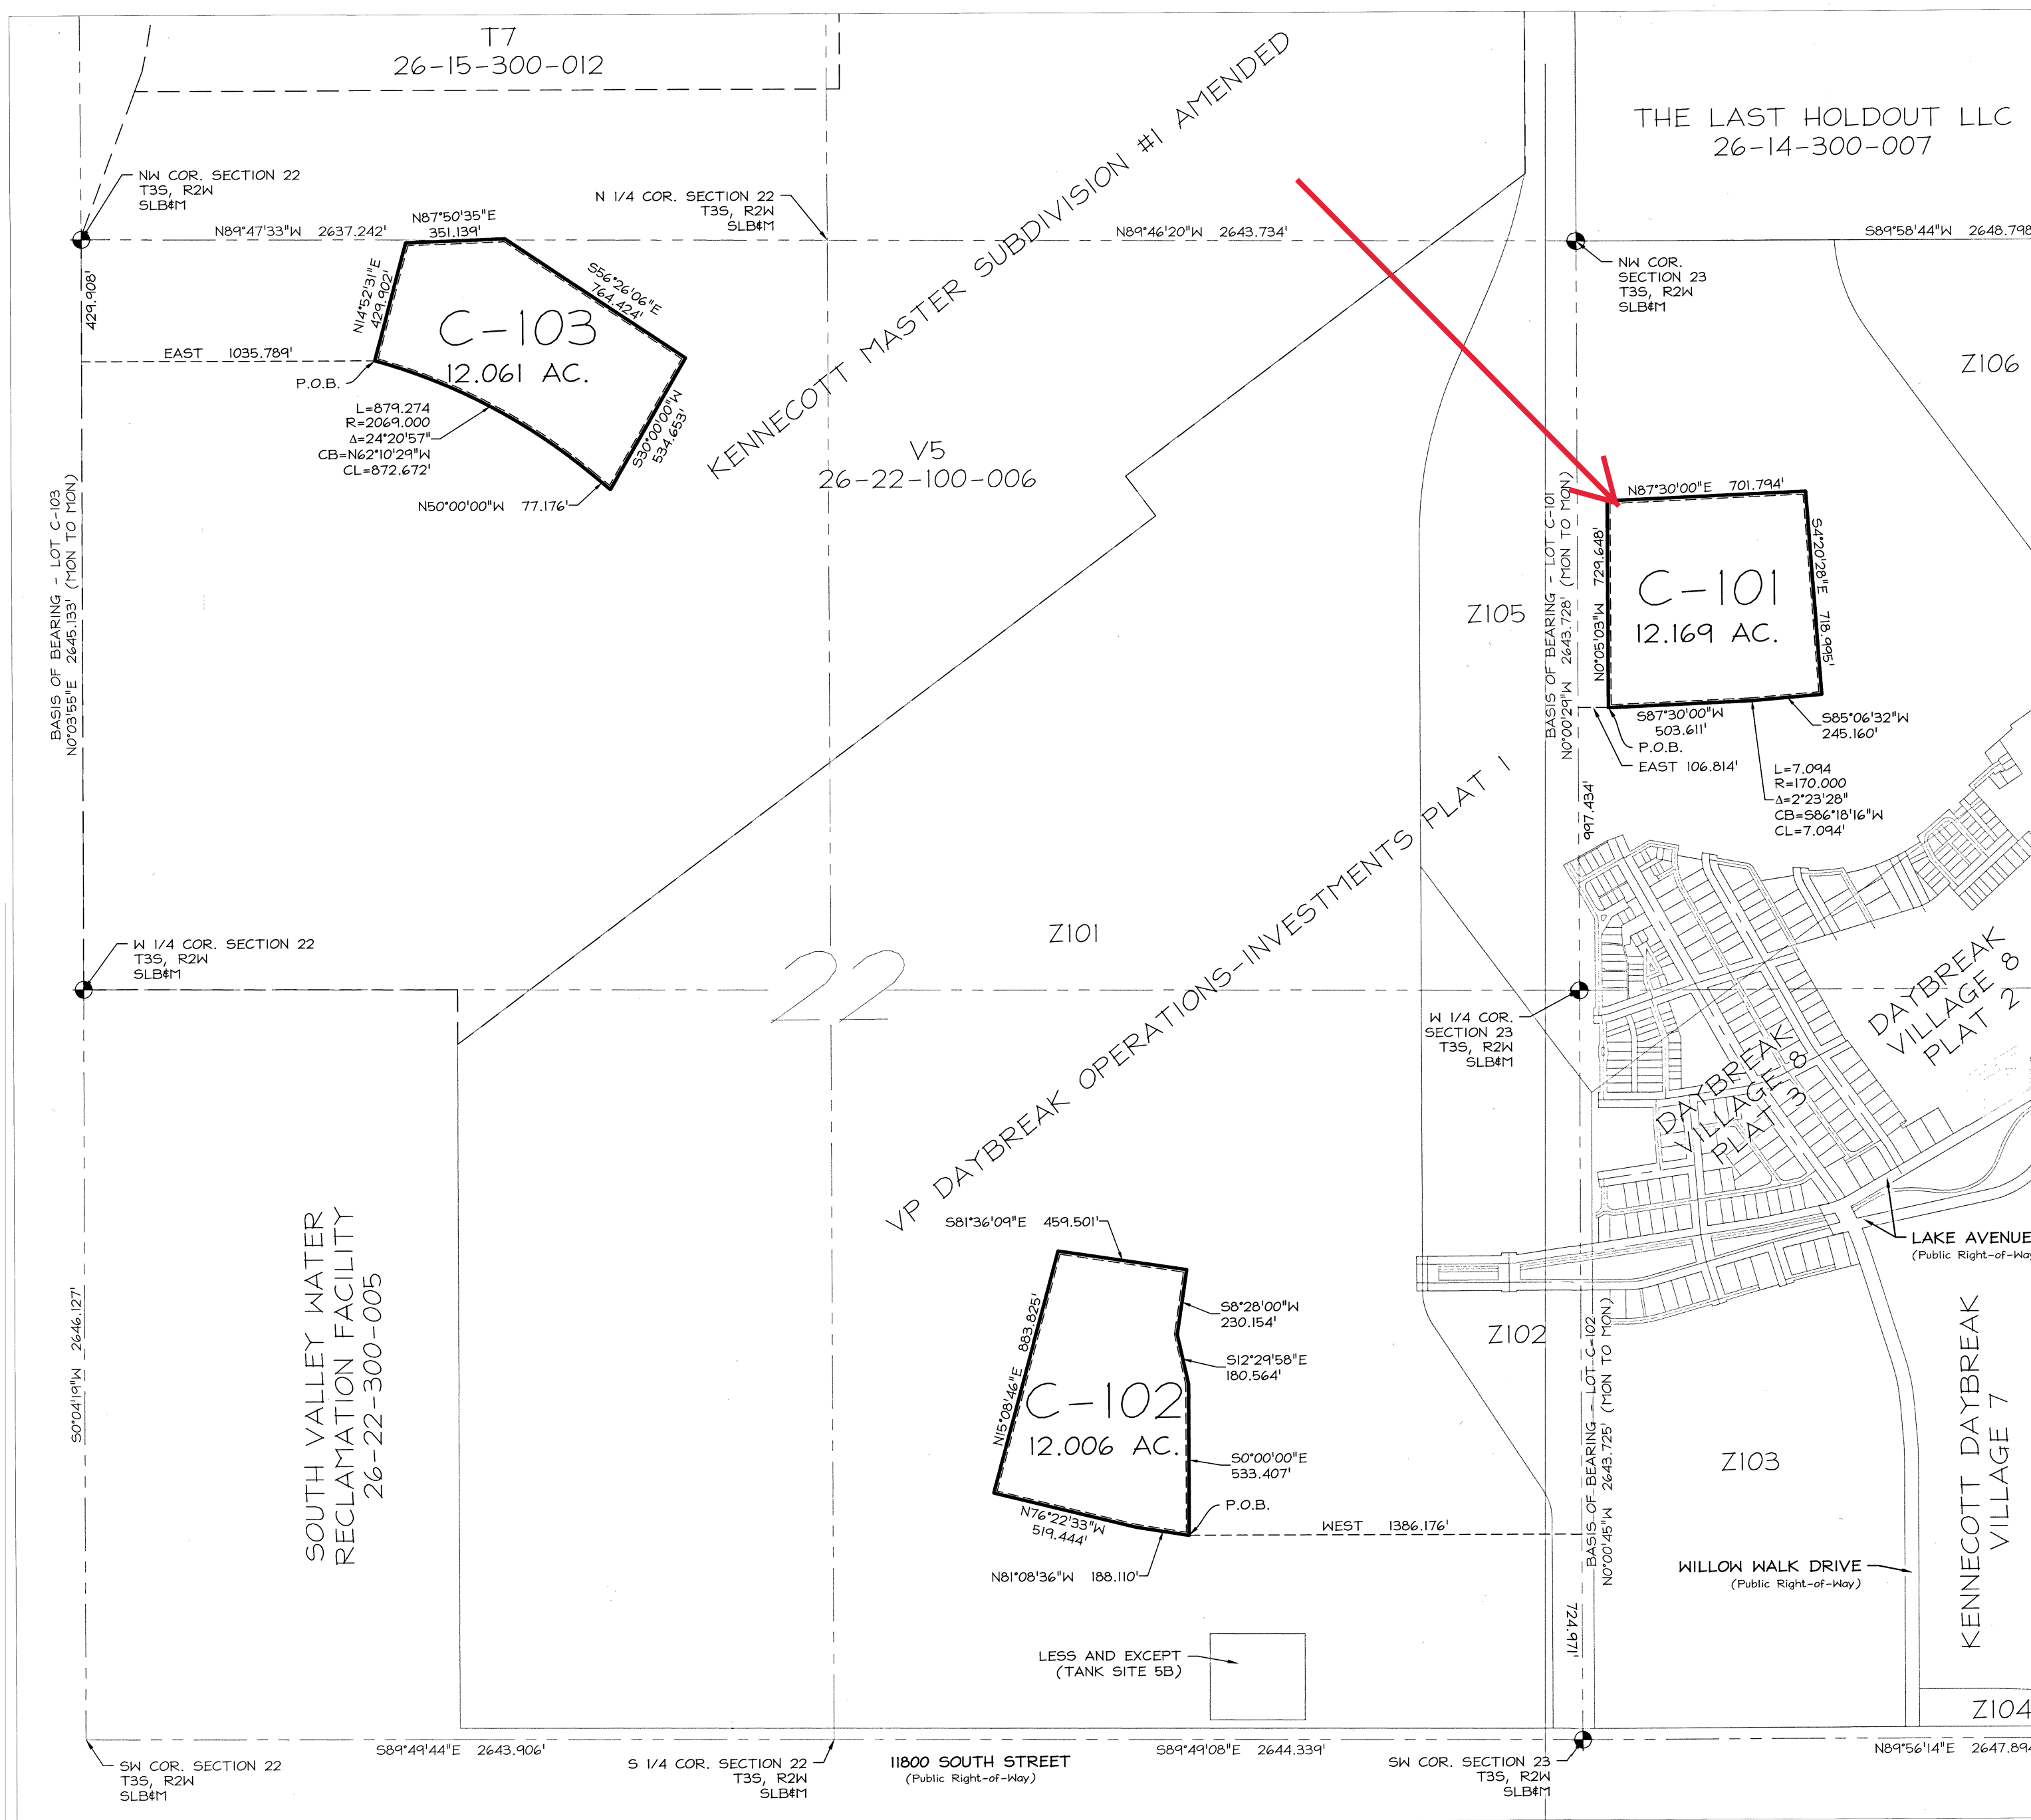 T7
26-15-300-012
THE LAST HOLDOUT LLC
26-14-300-007
KENNECOTT MASTER SUBDIVISION #1 AMENDED
NW COR. SECTION 22
T3S, R2W
SLB&M
N 1/4 COR. SECTION 22
T3S, R2W
SLB&M
N89°47'33"W 2637.242'
N87°50'35"E
351.139'
N89°46'20"W 2643.734'
S89°58'44"W 2648.798
NW COR.
SECTION 23
T3S, R2W
SLB&M
429.908'
N14°52'31"E
429.902'
S56°26'06"E
764.424'
C-103
12.061 AC.
EAST 1035.789'
P.O.B.
L=879.274
R=2069.000
Δ=24°20'57"
CB=N62°10'29"W
CL=872.672'
S30°00'00"W
534.653'
N50°00'00"W 77.176'
V5
26-22-100-006
Z106
BASIS OF BEARING - LOT C-103
N0°03'55"E 2645.133' (MON TO MON)
BASIS OF BEARING - LOT C-101
N0°00'29"W 2643.728' (MON TO MON)
N87°30'00"E 701.794'
N0°05'03"W 729.648'
S4°20'28"E 718.995'
C-101
12.169 AC.
Z105
S87°30'00"W
503.611'
S85°06'32"W
245.160'
P.O.B.
EAST 106.814'
L=7.094
R=170.000
Δ=2°23'28"
CB=S86°18'16"W
CL=7.094'
997.434'
VP DAYBREAK OPERATIONS-INVESTMENTS PLAT 1
Z101
22
W 1/4 COR. SECTION 22
T3S, R2W
SLB&M
W 1/4 COR.
SECTION 23
T3S, R2W
SLB&M
DAYBREAK
VILLAGE 8
PLAT 2
DAYBREAK
VILLAGE 8
PLAT 3
SOUTH VALLEY WATER
RECLAMATION FACILITY
26-22-300-005
S0°04'19"W 2646.127'
S81°36'09"E 459.501'
N15°08'46"E 883.825'
S8°28'00"W
230.154'
S12°29'58"E
180.564'
C-102
12.006 AC.
S0°00'00"E
533.407'
P.O.B.
N76°22'33"W
519.444'
N81°08'36"W 188.110'
WEST 1386.176'
Z102
BASIS OF BEARING - LOT C-102
N0°00'45"W 2643.725' (MON TO MON)
724.971'
LAKE AVENUE
(Public Right-of-Way
Z103
KENNECOTT DAYBREAK
VILLAGE 7
WILLOW WALK DRIVE
(Public Right-of-Way)
LESS AND EXCEPT
(TANK SITE 5B)
Z104
SW COR. SECTION 22
T3S, R2W
SLB&M
S89°49'44"E 2643.906'
S 1/4 COR. SECTION 22
T3S, R2W
SLB&M
11800 SOUTH STREET
(Public Right-of-Way)
S89°49'08"E 2644.339'
SW COR. SECTION 23
T3S, R2W
SLB&M
N89°56'14"E 2647.894